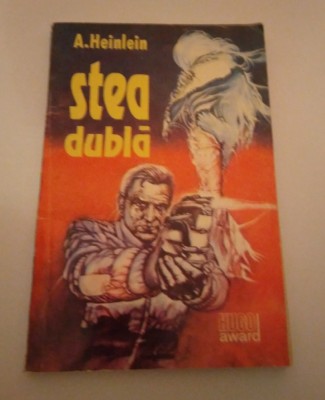 A.Heinlein
stea
dublă
HUGO
award